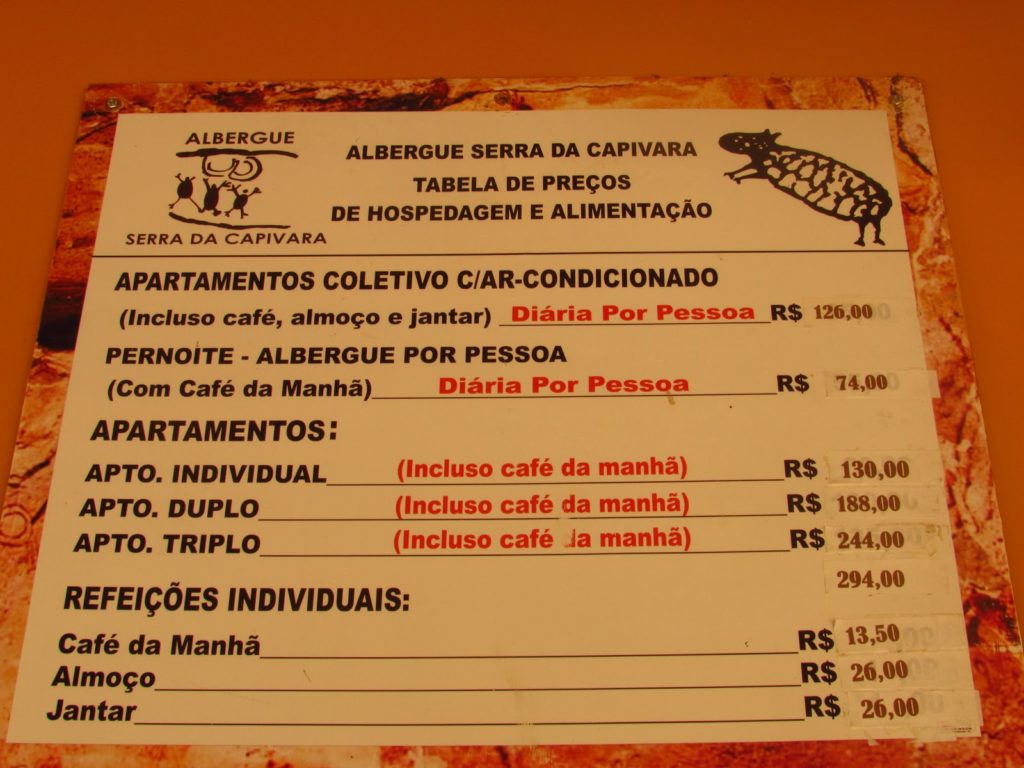 ALBERGUE
SERRA DA CAPIVARA
ALBERGUE SERRA DA CAPIVARA
TABELA DE PREÇOS
DE HOSPEDAGEM E ALIMENTAÇÃO
APARTAMENTOS COLETIVO C/AR-CONDICIONADO
(Incluso café, almoço e jantar) Diária Por Pessoa R$ 126,00
PERNOITE - ALBERGUE POR PESSOA
(Com Café da Manhã) Diária Por Pessoa R$ 74,00
APARTAMENTOS:
APTO. INDIVIDUAL (Incluso café da manhã) R$ 130,00
APTO. DUPLO (Incluso café da manhã) R$ 188,00
APTO. TRIPLO (Incluso café da manhã) R$ 244,00
294,00
REFEIÇÕES INDIVIDUAIS:
Café da Manhã R$ 13,50
Almoço R$ 26,00
Jantar R$ 26,00